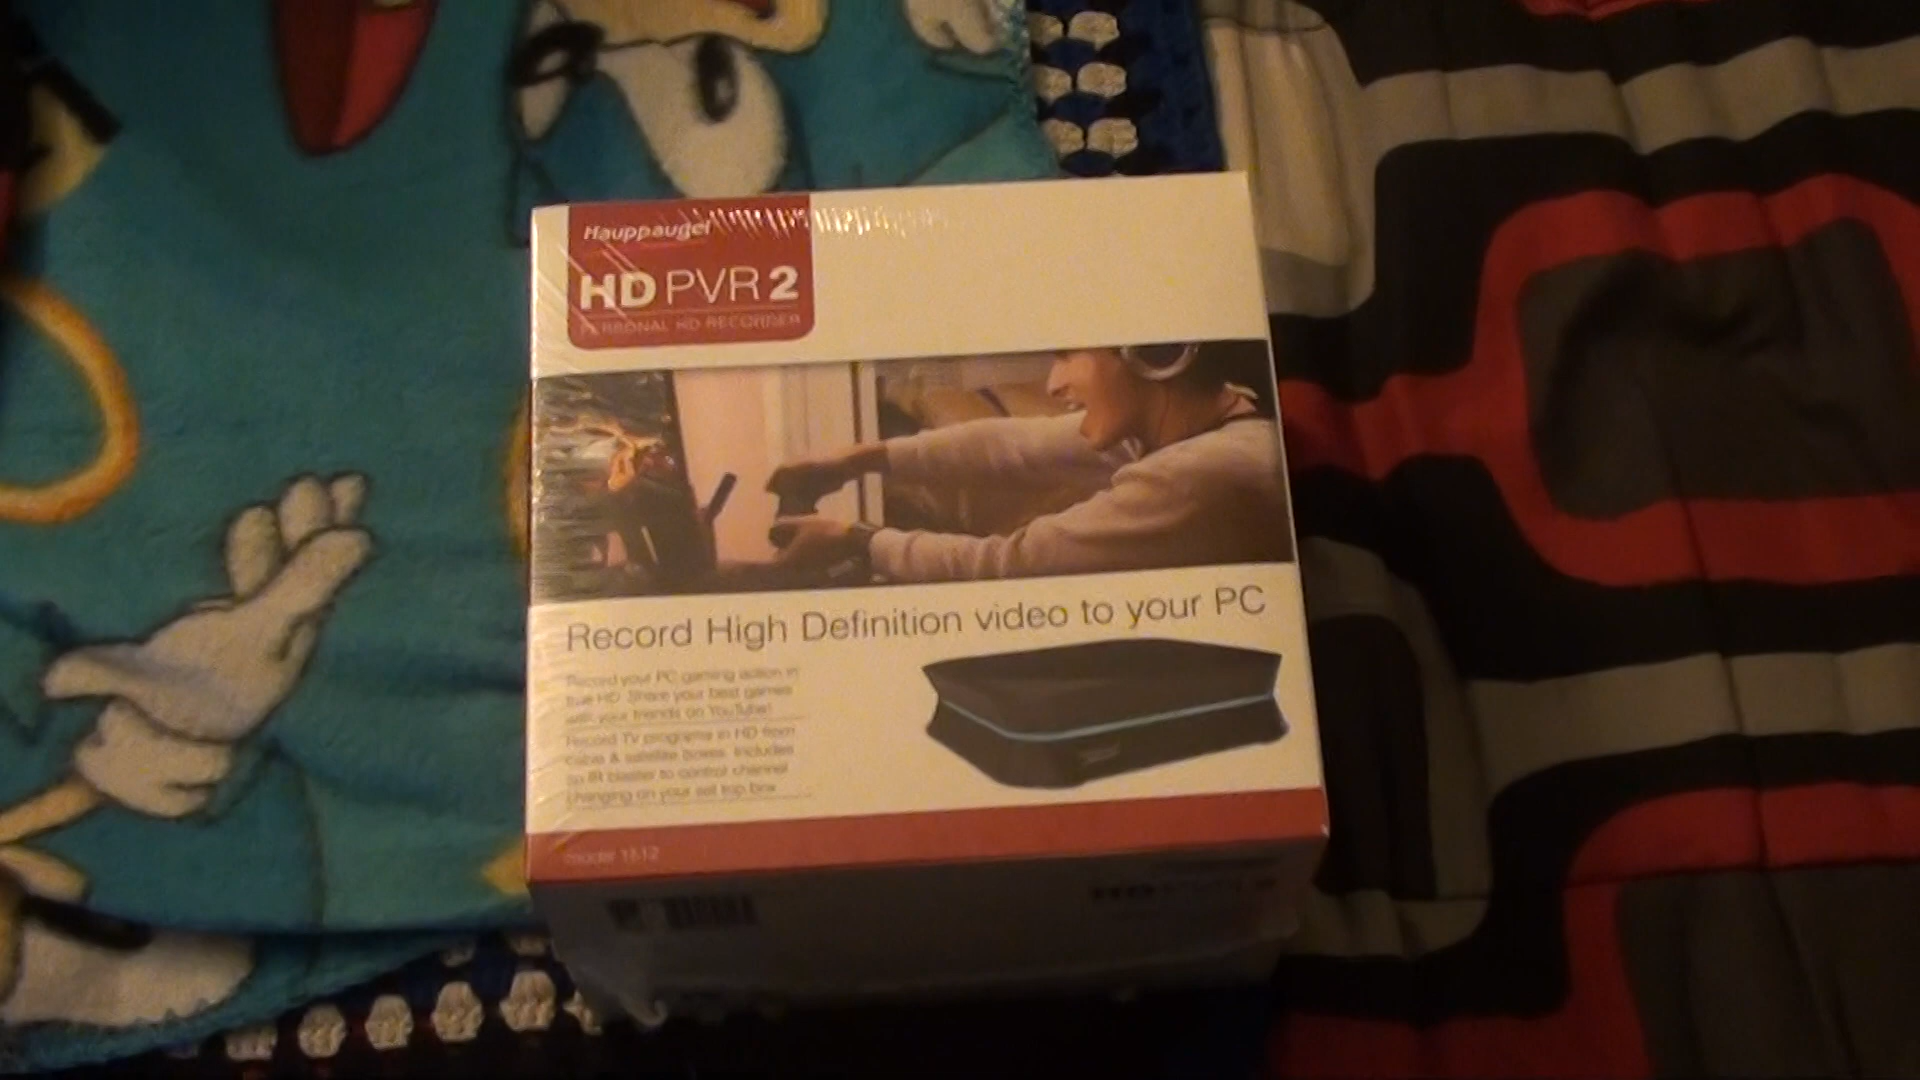 Hauppauge!
HD PVR 2
PERSONAL HD RECORDER
Record High Definition video to your PC
Record your PC gaming action in
true HD. Share your best games
with your friends on YouTube!
Record TV programs in HD from
cable & satellite boxes. Includes
an IR blaster to control channel
changing on your set top box
model 1512